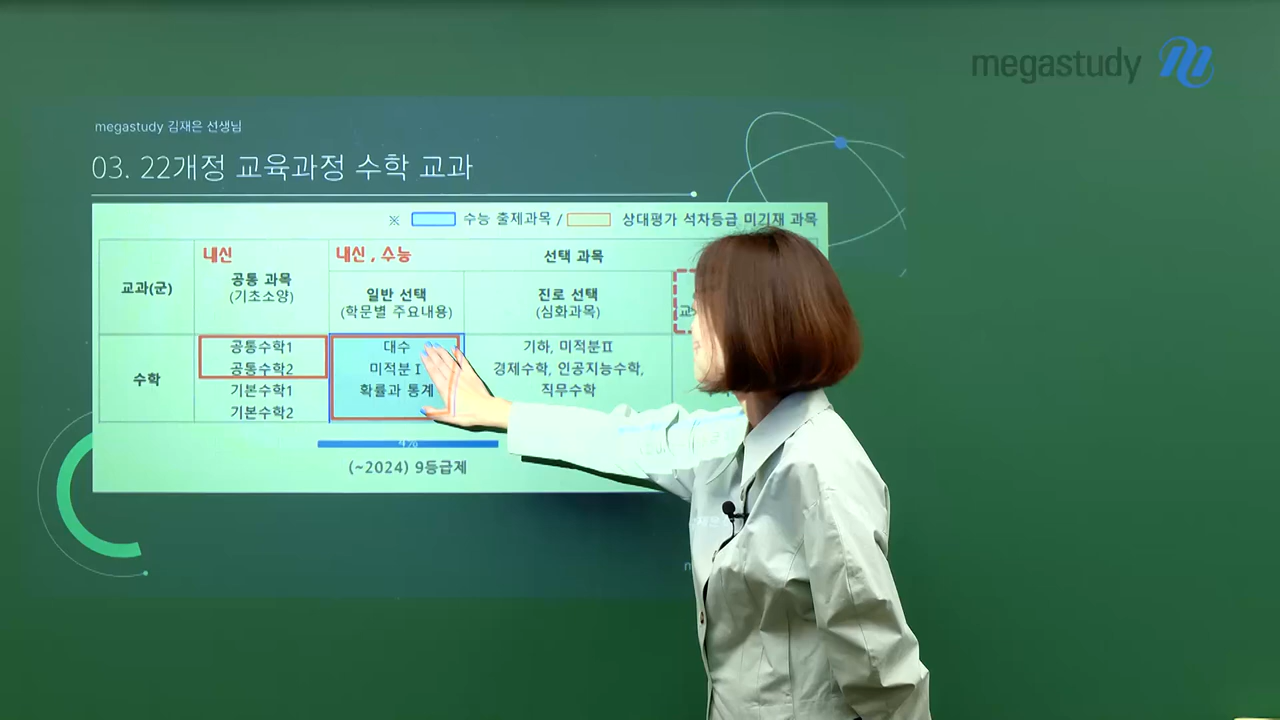 megastudy
megastudy 김재은 선생님
03. 22개정 교육과정 수학 교과
※ 수능 출제과목 / 상대평가 석차등급 미기재 과목
내신
내신, 수능
선택 과목
교과(군)
공통 과목
(기초소양)
일반 선택
(학문별 주요내용)
진로 선택
(심화과목)
수학
공통수학1
공통수학2
기본수학1
기본수학2
대수
미적분Ⅰ
확률과 통계
기하, 미적분Ⅱ
경제수학, 인공지능수학,
직무수학
4%
(~2024) 9등급제